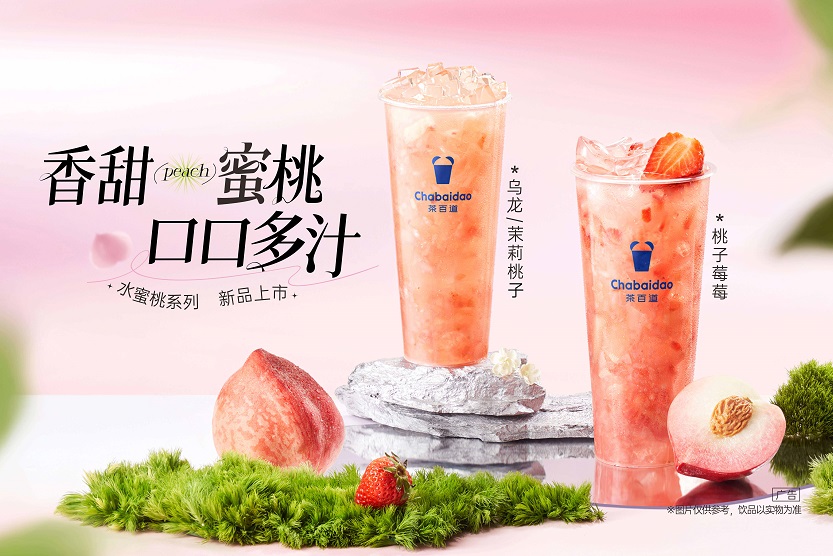 香甜(peach)蜜桃
口口多汁
水蜜桃系列 新品上市
Chabaidao
茶百道
*乌龙/茉莉桃子
Chabaidao
茶百道
*桃子莓莓
广告
*图片仅供参考，饮品以实物为准